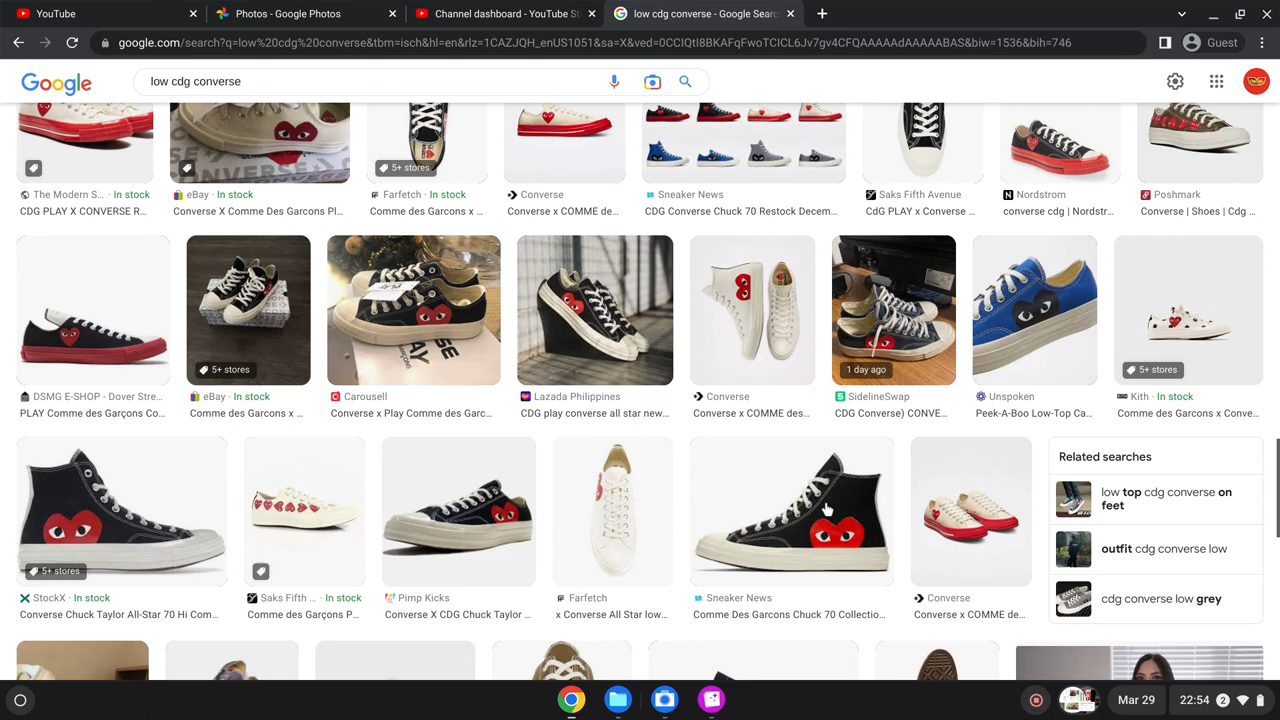 YouTube
Photos - Google Photos
Channel dashboard - YouTube St
low cdg converse - Google Searc
google.com/search?q=low%20cdg%20converse&tbm=isch&hl=en&rlz=1CAZJQH_enUS1051&sa=X&ved=0CCIQtI8BKAFqFwoTCICL6Jv7gv4CFQAAAAAdAAAAABAS&biw=1536&bih=746
Guest
Google
low cdg converse
5+ stores
The Modern S... · In stock
eBay · In stock
Farfetch · In stock
Converse
Sneaker News
Saks Fifth Avenue
Nordstrom
Poshmark
CDG PLAY X CONVERSE R...
Converse X Comme Des Garcons Pl...
Comme des Garcons x ...
Converse x COMME de...
CDG Converse Chuck 70 Restock Decem...
CdG PLAY x Converse ...
converse cdg | Nordstr...
Converse | Shoes | Cdg ...
5+ stores
1 day ago
5+ stores
DSMG E-SHOP - Dover Stre...
eBay · In stock
Carousell
Lazada Philippines
Converse
SidelineSwap
Unspoken
Kith · In stock
PLAY Comme des Garçons Co...
Comme des Garcons x ...
Converse x Play Comme des Garc...
CDG play converse all star new...
Converse x COMME des...
CDG Converse) CONVE...
Peek-A-Boo Low-Top Ca...
Comme des Garcons x Conve...
Related searches
low top cdg converse on
feet
outfit cdg converse low
cdg converse low grey
5+ stores
StockX · In stock
Saks Fifth ... · In stock
Pimp Kicks
Farfetch
Sneaker News
Converse
Converse Chuck Taylor All-Star 70 Hi Com...
Comme des Garçons P...
Converse X CDG Chuck Taylor ...
x Converse All Star low...
Comme Des Garcons Chuck 70 Collectio...
Converse x COMME de...
Mar 29
22:54
2